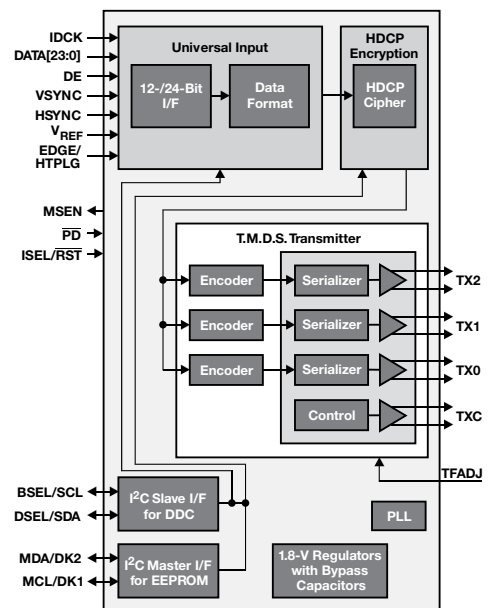 IDCK
DATA[23:0]
DE
VSYNC
HSYNC
VREF
EDGE/
HTPLG
Universal Input
12-/24-Bit
I/F
Data
Format
HDCP
Encryption
HDCP
Cipher
MSEN
PD
ISEL/RST
T.M.D.S. Transmitter
Encoder
Serializer
TX2
Encoder
Serializer
TX1
Encoder
Serializer
TX0
Control
TXC
TFADJ
BSEL/SCL
DSEL/SDA
I2C Slave I/F
for DDC
PLL
MDA/DK2
MCL/DK1
I2C Master I/F
for EEPROM
1.8-V Regulators
with Bypass
Capacitors